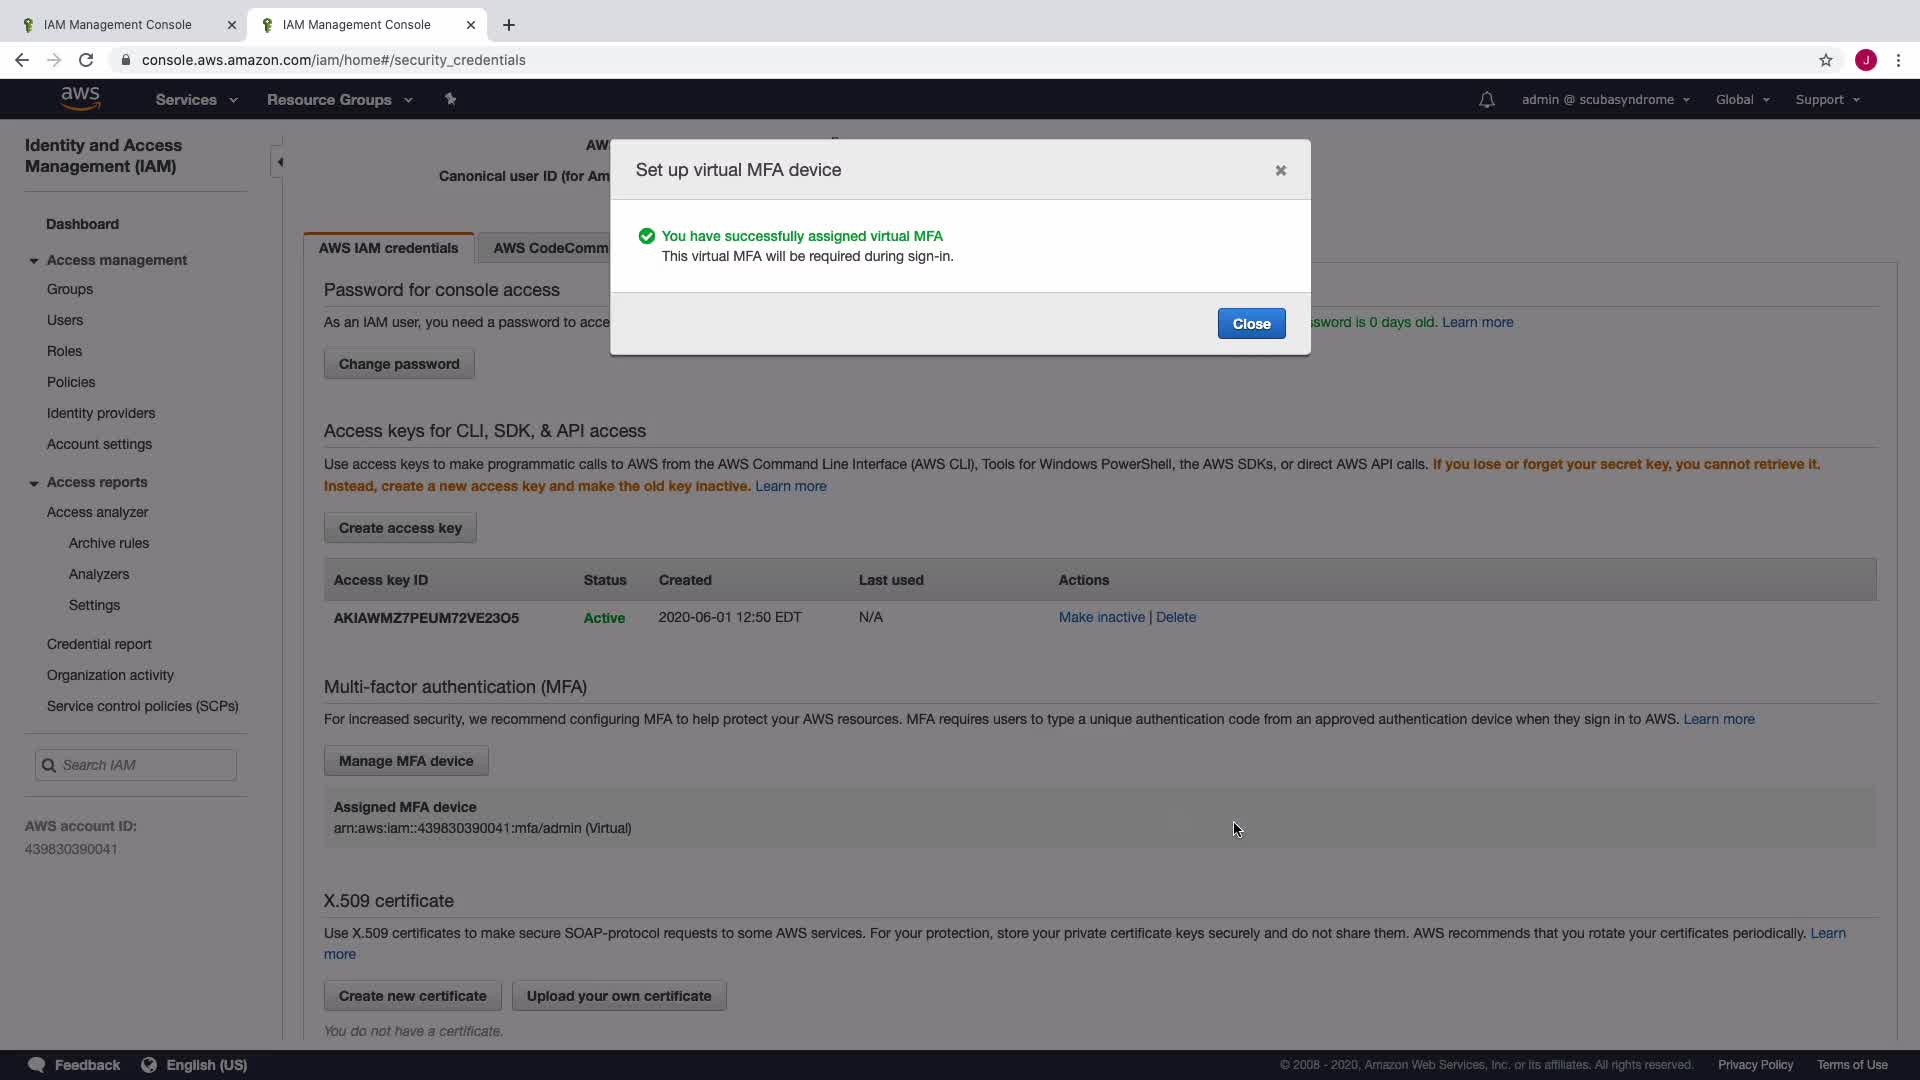 IAM Management Console
IAM Management Console
console.aws.amazon.com/iam/home#/security_credentials
J
aws
Services
Resource Groups
admin @ scubasyndrome
Global
Support
Identity and Access
Management (IAM)
Dashboard
Access management
Groups
Users
Roles
Policies
Identity providers
Account settings
Access reports
Access analyzer
Archive rules
Analyzers
Settings
Credential report
Organization activity
Service control policies (SCPs)
Search IAM
AWS account ID:
439830390041
AW
Canonical user ID (for Am
Set up virtual MFA device
You have successfully assigned virtual MFA
This virtual MFA will be required during sign-in.
Close
AWS IAM credentials
AWS CodeComm
Password for console access
As an IAM user, you need a password to acce
ssword is 0 days old. Learn more
Change password
Access keys for CLI, SDK, & API access
Use access keys to make programmatic calls to AWS from the AWS Command Line Interface (AWS CLI), Tools for Windows PowerShell, the AWS SDKs, or direct AWS API calls. If you lose or forget your secret key, you cannot retrieve it.
Instead, create a new access key and make the old key inactive. Learn more
Create access key
Access key ID Status Created Last used Actions
AKIAWMZ7PEUM72VE23O5 Active 2020-06-01 12:50 EDT N/A Make inactive | Delete
Multi-factor authentication (MFA)
For increased security, we recommend configuring MFA to help protect your AWS resources. MFA requires users to type a unique authentication code from an approved authentication device when they sign in to AWS. Learn more
Manage MFA device
Assigned MFA device
arn:aws:iam::439830390041:mfa/admin (Virtual)
X.509 certificate
Use X.509 certificates to make secure SOAP-protocol requests to some AWS services. For your protection, store your private certificate keys securely and do not share them. AWS recommends that you rotate your certificates periodically. Learn
more
Create new certificate
Upload your own certificate
You do not have a certificate.
Feedback
English (US)
© 2008 - 2020, Amazon Web Services, Inc. or its affiliates. All rights reserved.
Privacy Policy
Terms of Use